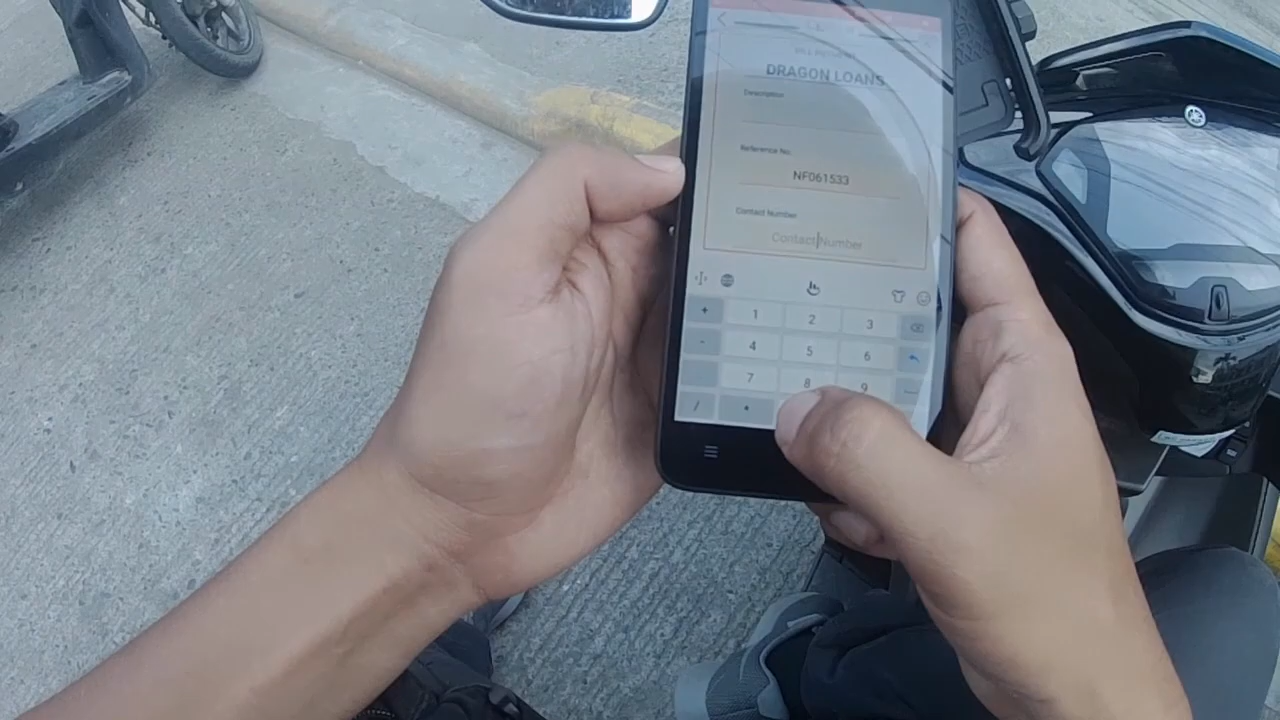 DRAGON LOANS
Description
Reference No.
NF061533
Contact Number
Contact Number
+ 1 2 3
- 4 5 6
7 8 9
/